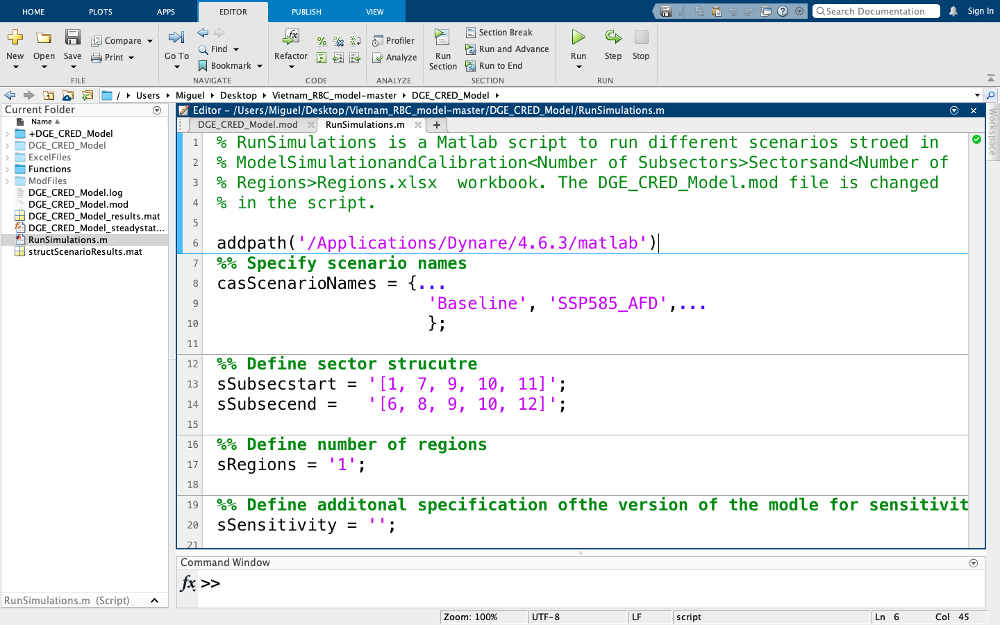 HOME PLOTS APPS EDITOR PUBLISH VIEW Search Documentation Sign In
New Open Save Compare Print Go To Find Bookmark Refactor Profiler Analyze Run Section Section Break Run and Advance Run to End Run Step Stop
FILE NAVIGATE CODE ANALYZE SECTION RUN
/ Users Miguel Desktop Vietnam_RBC_model-master DGE_CRED_Model
Current Folder
Name
+DGE_CRED_Model
DGE_CRED_Model
ExcelFiles
Functions
ModFiles
DGE_CRED_Model.log
DGE_CRED_Model.mod
DGE_CRED_Model_results.mat
DGE_CRED_Model_steadystat...
RunSimulations.m
structScenarioResults.mat
RunSimulations.m (Script)
Editor - /Users/Miguel/Desktop/Vietnam_RBC_model-master/DGE_CRED_Model/RunSimulations.m
DGE_CRED_Model.mod RunSimulations.m +
1 % RunSimulations is a Matlab script to run different scenarios stroed in
2 % ModelSimulationandCalibration<Number of Subsectors>Sectorsand<Number of
3 % Regions>Regions.xlsx  workbook. The DGE_CRED_Model.mod file is changed
4 % in the script.
5
6 addpath('/Applications/Dynare/4.6.3/matlab')
7 %% Specify scenario names
8 casScenarioNames = {...
9 'Baseline', 'SSP585_AFD',...
10 };
11
12 %% Define sector strucutre
13 sSubsecstart = '[1, 7, 9, 10, 11]';
14 sSubsecend =   '[6, 8, 9, 10, 12]';
15
16 %% Define number of regions
17 sRegions = '1';
18
19 %% Define additonal specification ofthe version of the modle for sensitivit
20 sSensitivity = '';
21
Workspace
Command Window
fx >>
Zoom: 100% UTF-8 LF script Ln 6 Col 45